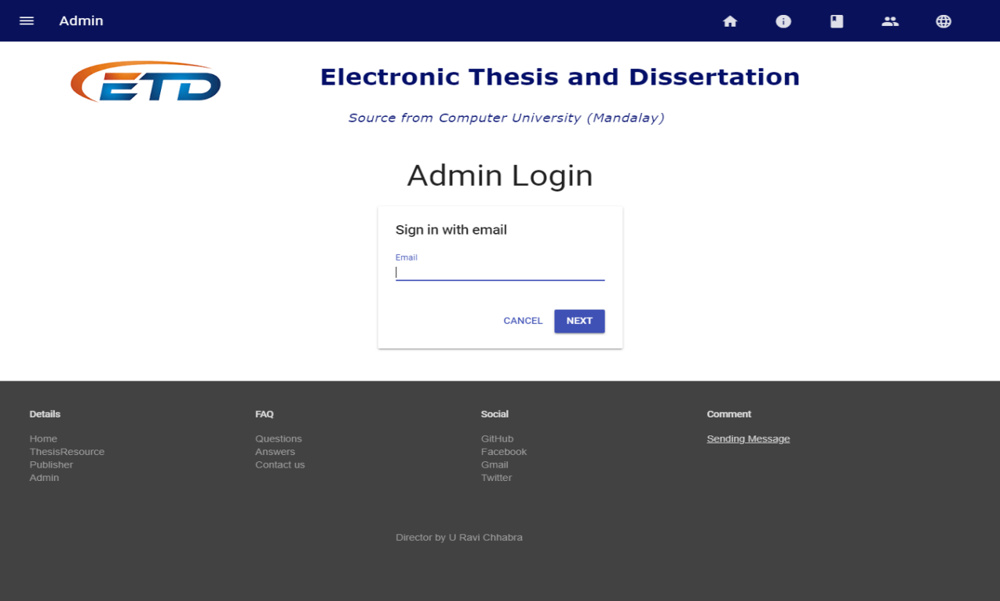 Admin
ETD
Electronic Thesis and Dissertation
Source from Computer University (Mandalay)
Admin Login
Sign in with email
Email
CANCEL NEXT
Details
Home
ThesisResource
Publisher
Admin
FAQ
Questions
Answers
Contact us
Social
GitHub
Facebook
Gmail
Twitter
Comment
Sending Message
Director by U Ravi Chhabra